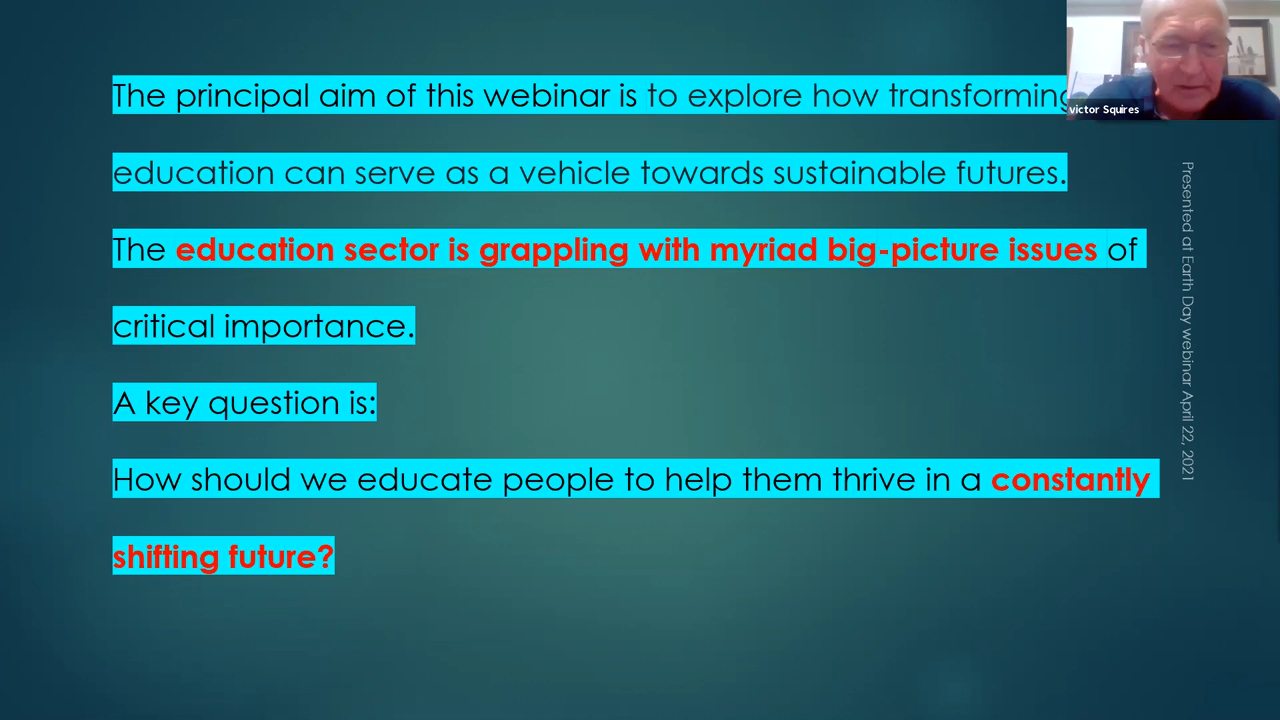 The principal aim of this webinar is to explore how transforming
education can serve as a vehicle towards sustainable futures.
The education sector is grappling with myriad big-picture issues of
critical importance.
A key question is:
How should we educate people to help them thrive in a constantly
shifting future?
victor Squires
Presented at Earth Day webinar April 22, 2021